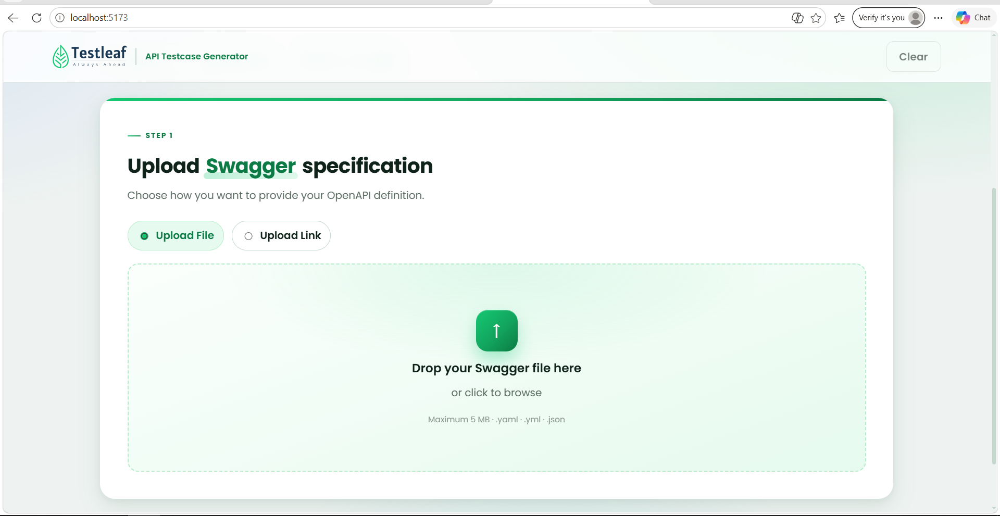 localhost:5173
Verify it's you
Chat
Testleaf
Always Ahead
API Testcase Generator
Clear
STEP 1
Upload Swagger specification
Choose how you want to provide your OpenAPI definition.
Upload File
Upload Link
↑
Drop your Swagger file here
or click to browse
Maximum 5 MB · .yaml · .yml · .json